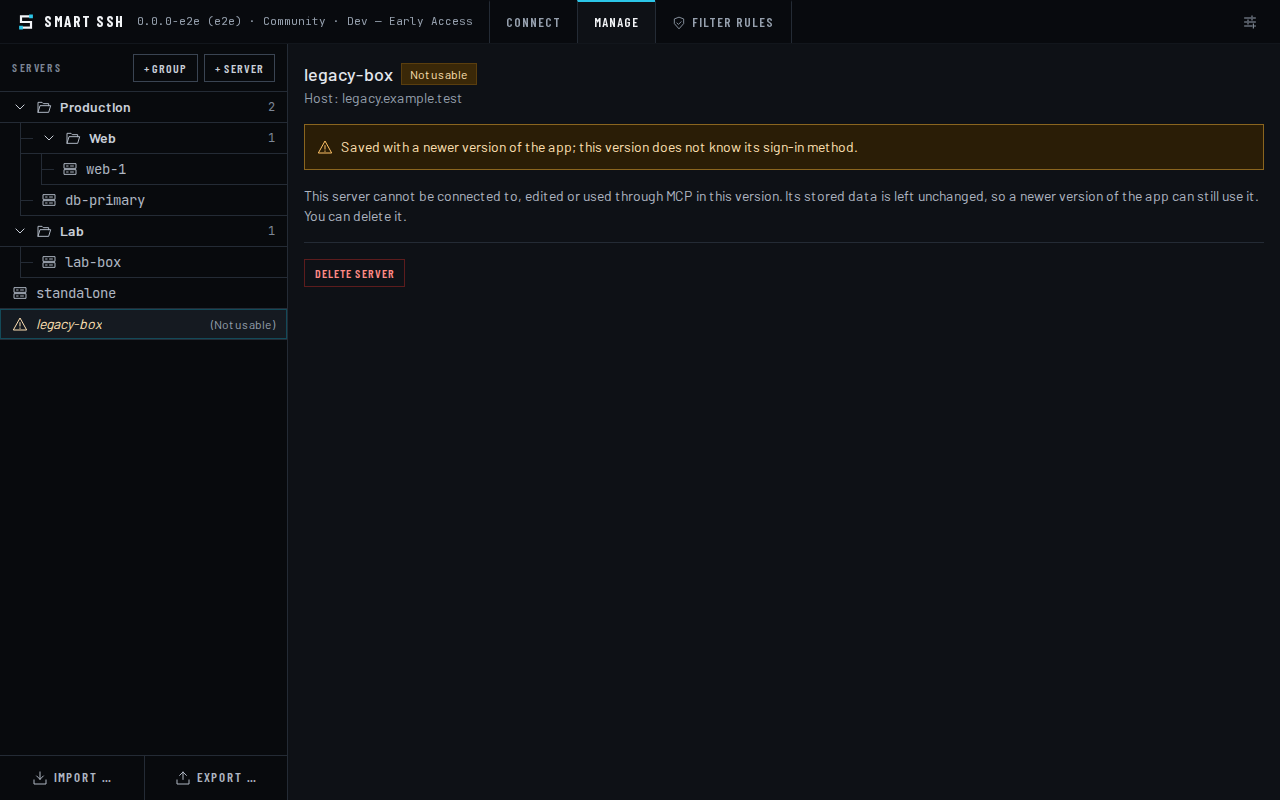 SMART SSH 0.0.0-e2e (e2e) · Community · Dev — Early Access CONNECT MANAGE FILTER RULES
SERVERS + GROUP + SERVER
Production 2
Web 1
web-1
db-primary
Lab 1
lab-box
standalone
legacy-box (Not usable)
legacy-box Not usable
Host: legacy.example.test
Saved with a newer version of the app; this version does not know its sign-in method.
This server cannot be connected to, edited or used through MCP in this version. Its stored data is left unchanged, so a newer version of the app can still use it.
You can delete it.
DELETE SERVER
IMPORT … EXPORT …